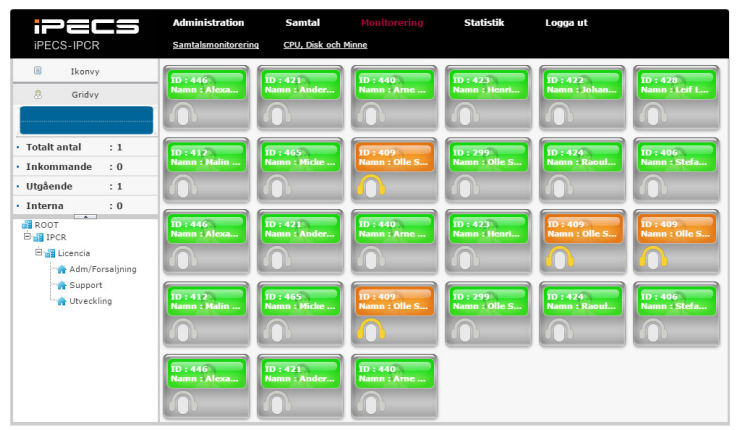 iPECS
iPECS-IPCR
Administration Samtal Monitorering Statistik Logga ut
Samtalsmonitorering CPU, Disk och Minne
Ikonvy
Gridvy
Totalt antal : 1
Inkommande : 0
Utgående : 1
Interna : 0
ROOT
IPCR
Licencia
Adm/Forsaljning
Support
Utveckling
ID : 446 ID : 421 ID : 440 ID : 423 ID : 422 ID : 428
Namn : Alexa... Namn : Ander... Namn : Arne ... Namn : Henri... Namn : Johan... Namn : Leif L...
ID : 412 ID : 465 ID : 409 ID : 299 ID : 424 ID : 406
Namn : Malin ... Namn : Micke ... Namn : Olle S... Namn : Olle S... Namn : Raoul... Namn : Stefa...
ID : 446 ID : 421 ID : 440 ID : 423 ID : 409 ID : 409
Namn : Alexa... Namn : Ander... Namn : Arne ... Namn : Henri... Namn : Olle S... Namn : Olle S...
ID : 412 ID : 465 ID : 409 ID : 299 ID : 424 ID : 406
Namn : Malin ... Namn : Micke ... Namn : Olle S... Namn : Olle S... Namn : Raoul... Namn : Stefa...
ID : 446 ID : 421 ID : 440
Namn : Alexa... Namn : Ander... Namn : Arne ...